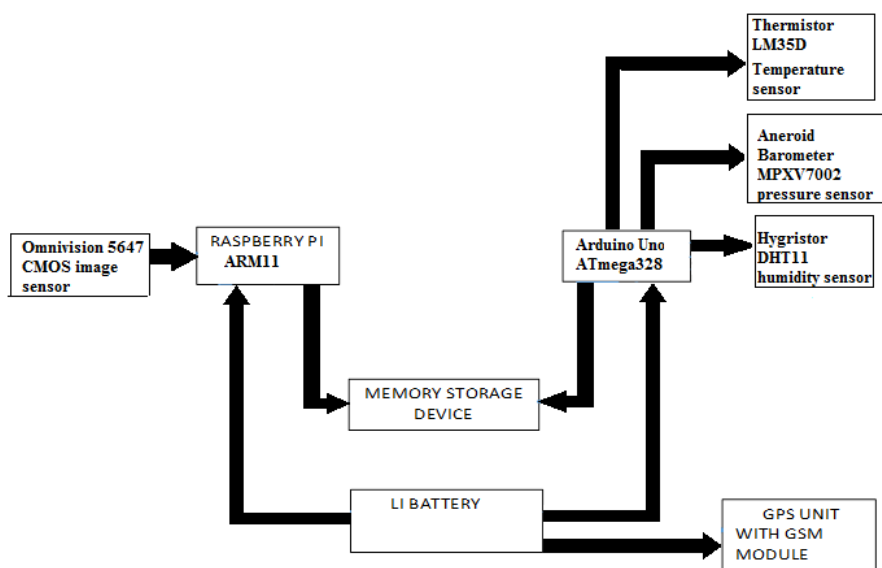 Thermistor
LM35D
Temperature
sensor
Aneroid
Barometer
MPXV7002
pressure sensor
Omnivision 5647
CMOS image
sensor
RASPBERRY PI
ARM11
Arduino Uno
ATmega328
Hygristor
DHT11
humidity sensor
MEMORY STORAGE
DEVICE
LI BATTERY
GPS UNIT
WITH GSM
MODULE